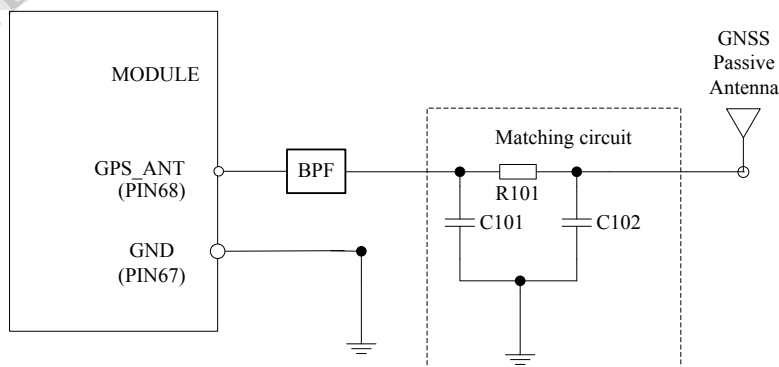 GNSS
Passive
Antenna
MODULE
Matching circuit
GPS_ANT
(PIN68)
BPF
R101
C101
C102
GND
(PIN67)